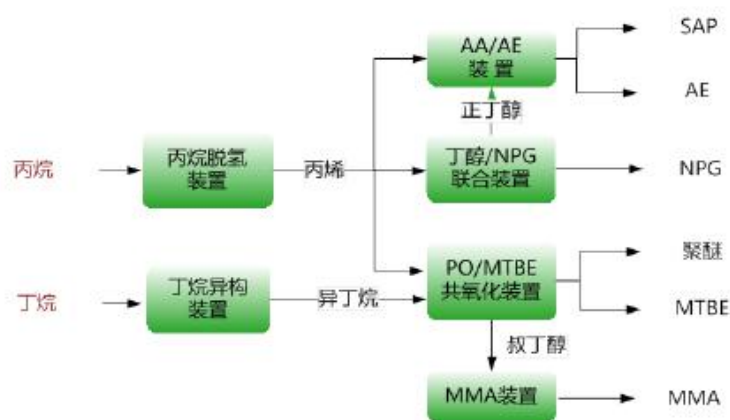 AA/AE
装 置
SAP
AE
正丁醇
丙烷
丙烷脱氢
装置
丙烯
丁醇/NPG
联合装置
NPG
丁烷
丁烷异构
装置
异丁烷
PO/MTBE
共氧化装置
聚醚
MTBE
叔丁醇
MMA装置
MMA